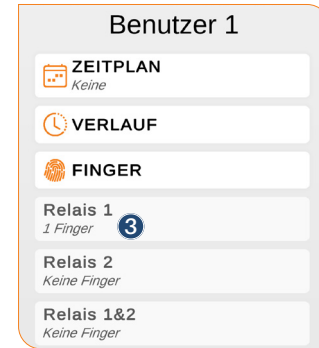 Benutzer 1
ZEITPLAN
Keine
VERLAUF
FINGER
Relais 1
1 Finger
3
Relais 2
Keine Finger
Relais 1&2
Keine Finger